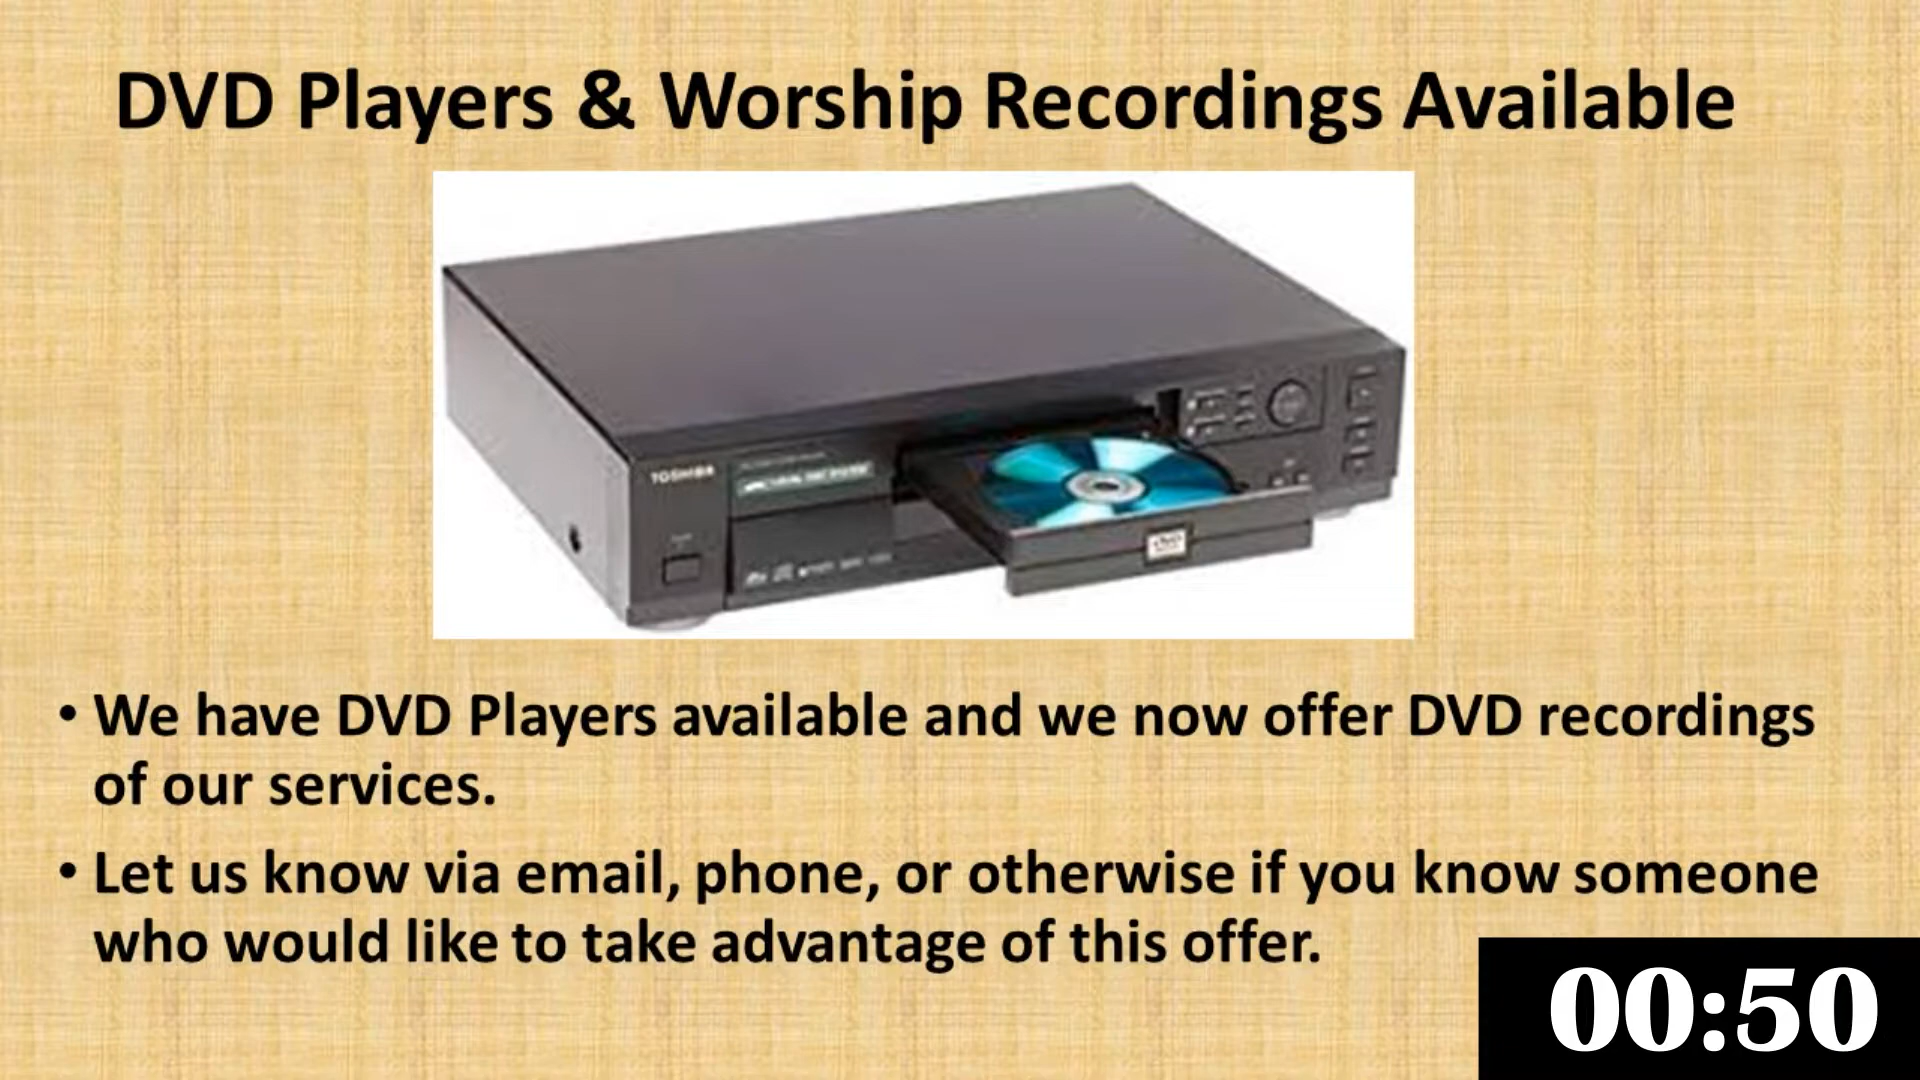 DVD Players & Worship Recordings Available
TOSHIBA
DVD
• We have DVD Players available and we now offer DVD recordings
of our services.
• Let us know via email, phone, or otherwise if you know someone
who would like to take advantage of this offer.
00:50